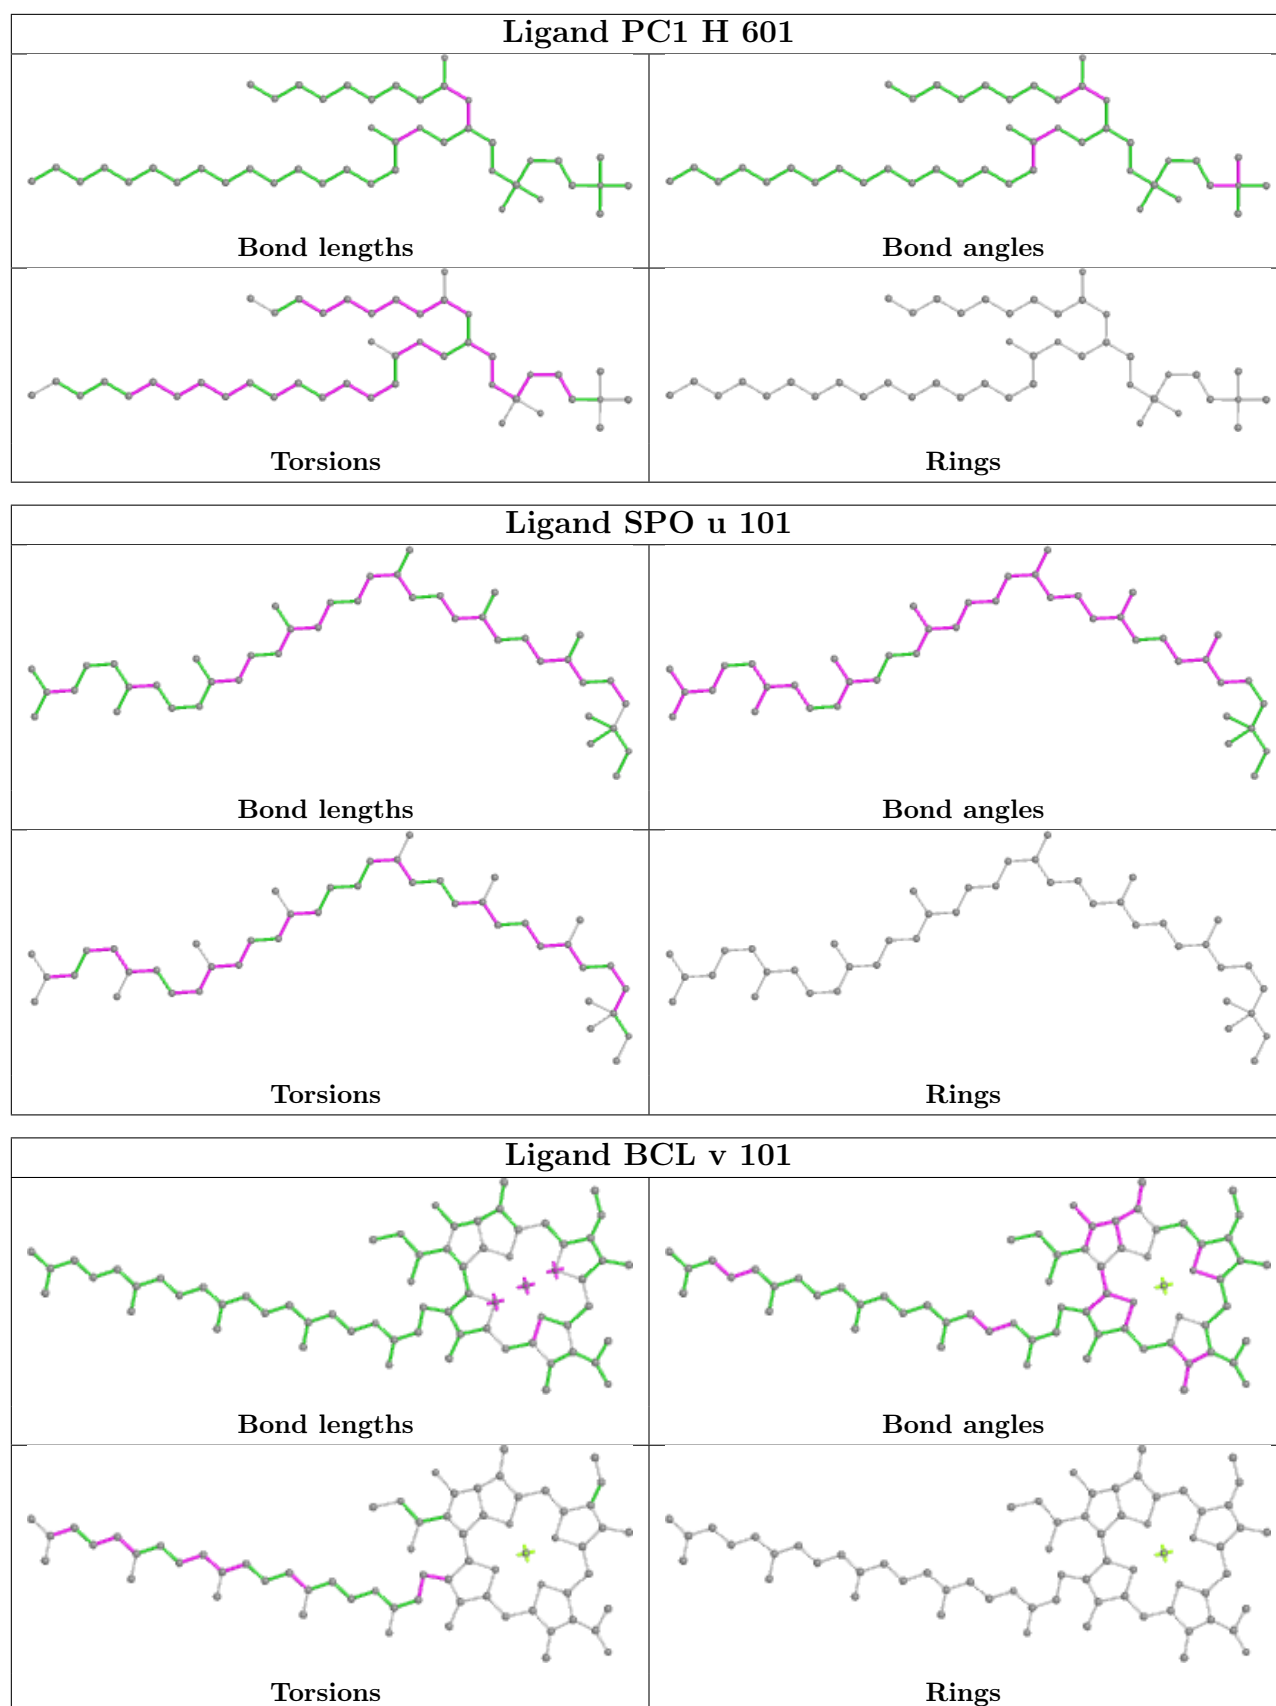 Ligand PC1 H 601
Bond lengths
Bond angles
Torsions
Rings
Ligand SPO u 101
Bond lengths
Bond angles
Torsions
Rings
Ligand BCL v 101
Bond lengths
Bond angles
Torsions
Rings